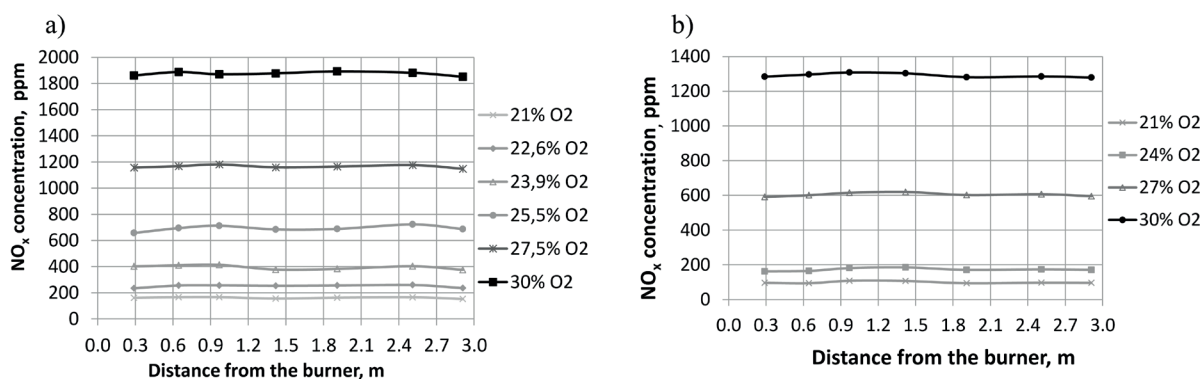 a)
NOx concentration, ppm
2000
1800
1600
1400
1200
1000
800
600
400
200
0
0.0 0.3 0.6 0.9 1.2 1.5 1.8 2.1 2.4 2.7 3.0
Distance from the burner, m
21% O2
22,6% O2
23,9% O2
25,5% O2
27,5% O2
30% O2
b)
NOx concentration, ppm
1400
1200
1000
800
600
400
200
0
0.0 0.3 0.6 0.9 1.2 1.5 1.8 2.1 2.4 2.7 3.0
Distance from the burner, m
21% O2
24% O2
27% O2
30% O2